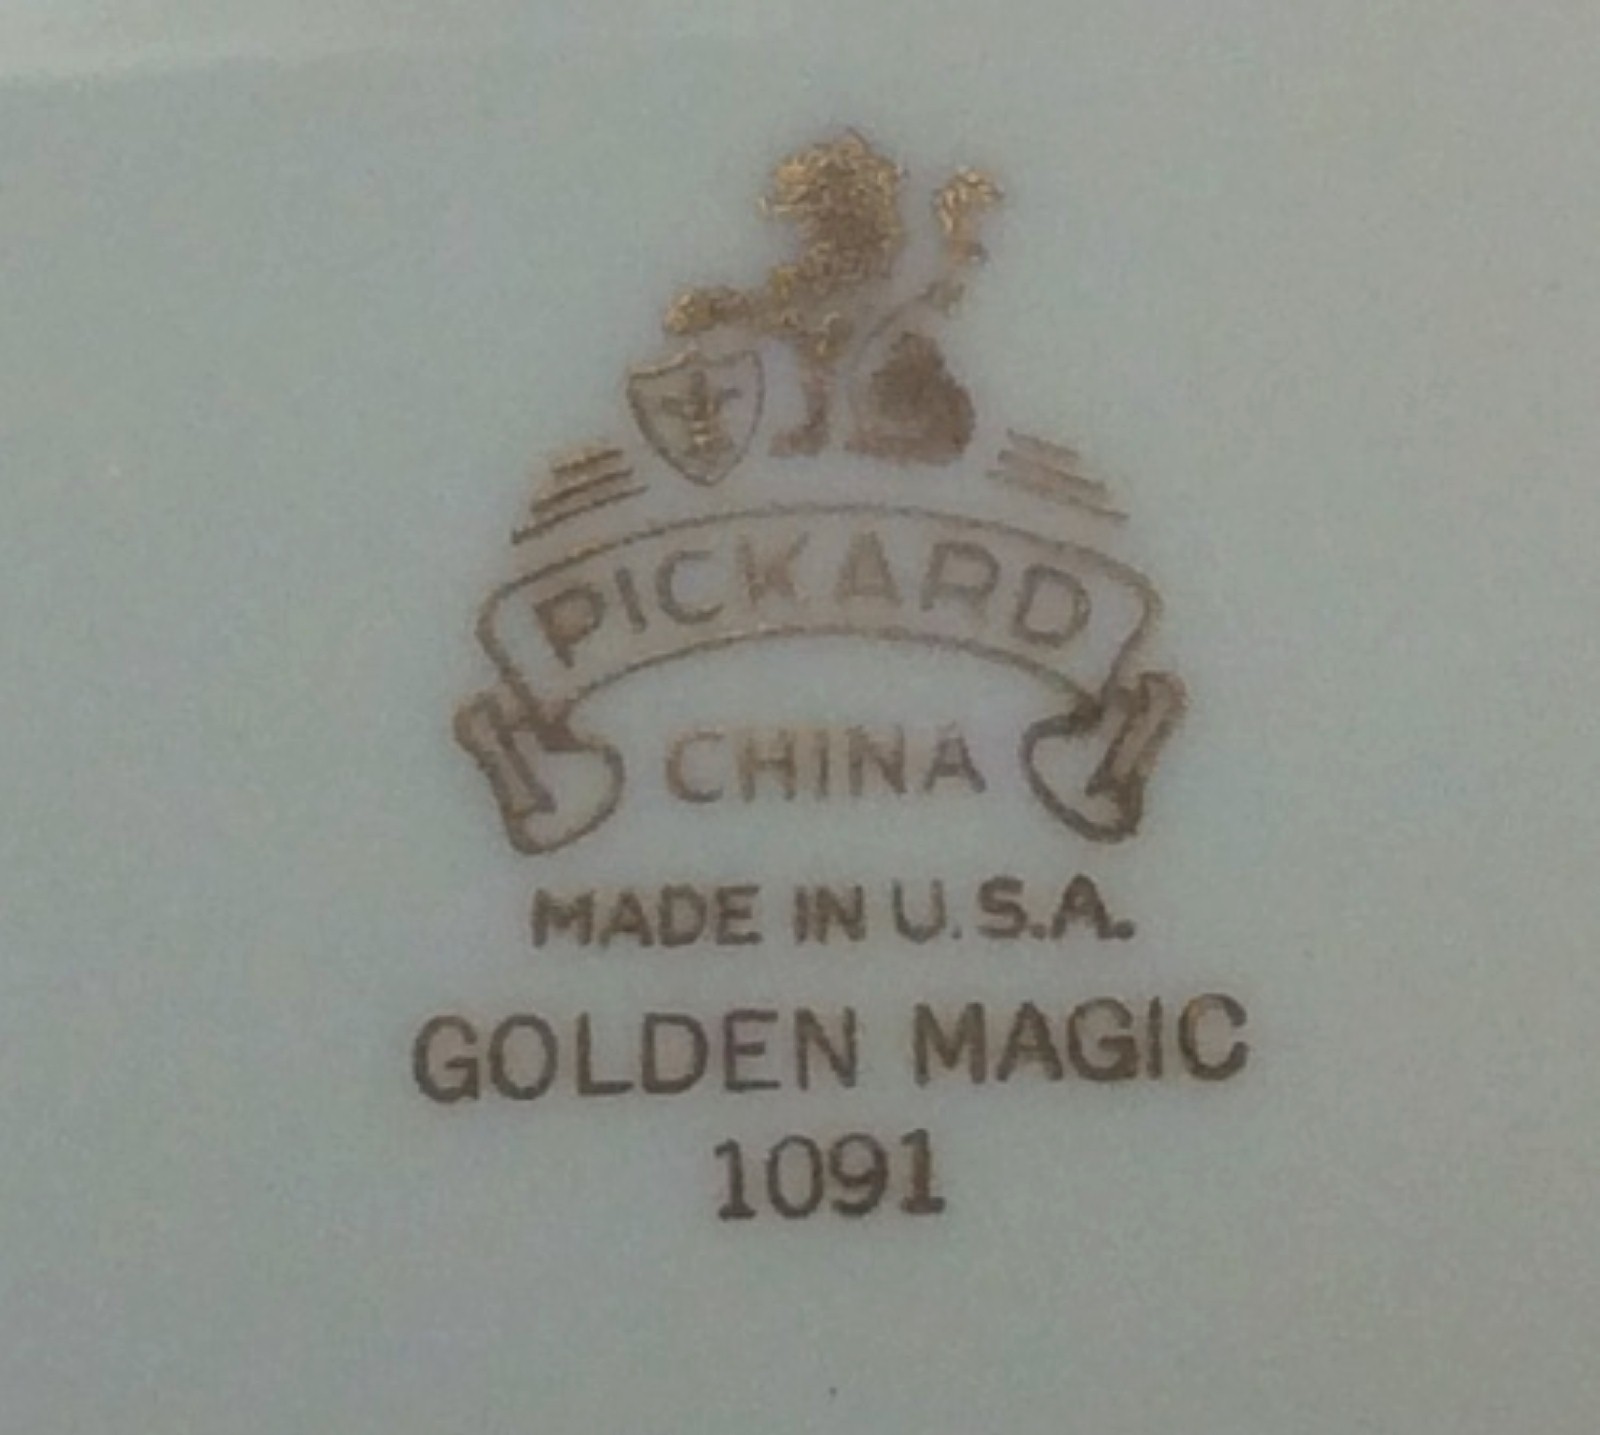 PICKARD
CHINA
MADE IN U.S.A.
GOLDEN MAGIC
1091